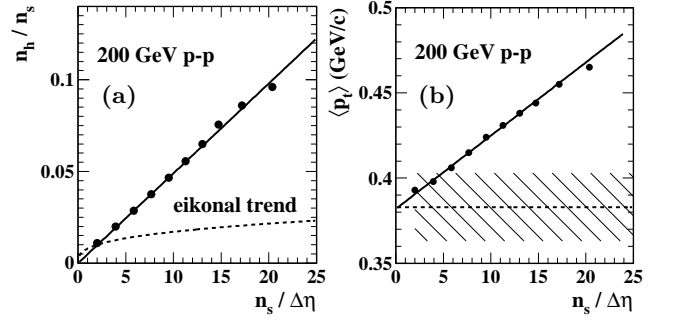 n_h / n_s
200 GeV p-p
(a)
eikonal trend
0.1
0.05
0
0 5 10 15 20 25
n_s / Δη
⟨p_t⟩ (GeV/c)
200 GeV p-p
(b)
0.5
0.45
0.4
0.35
0 5 10 15 20 25
n_s / Δη